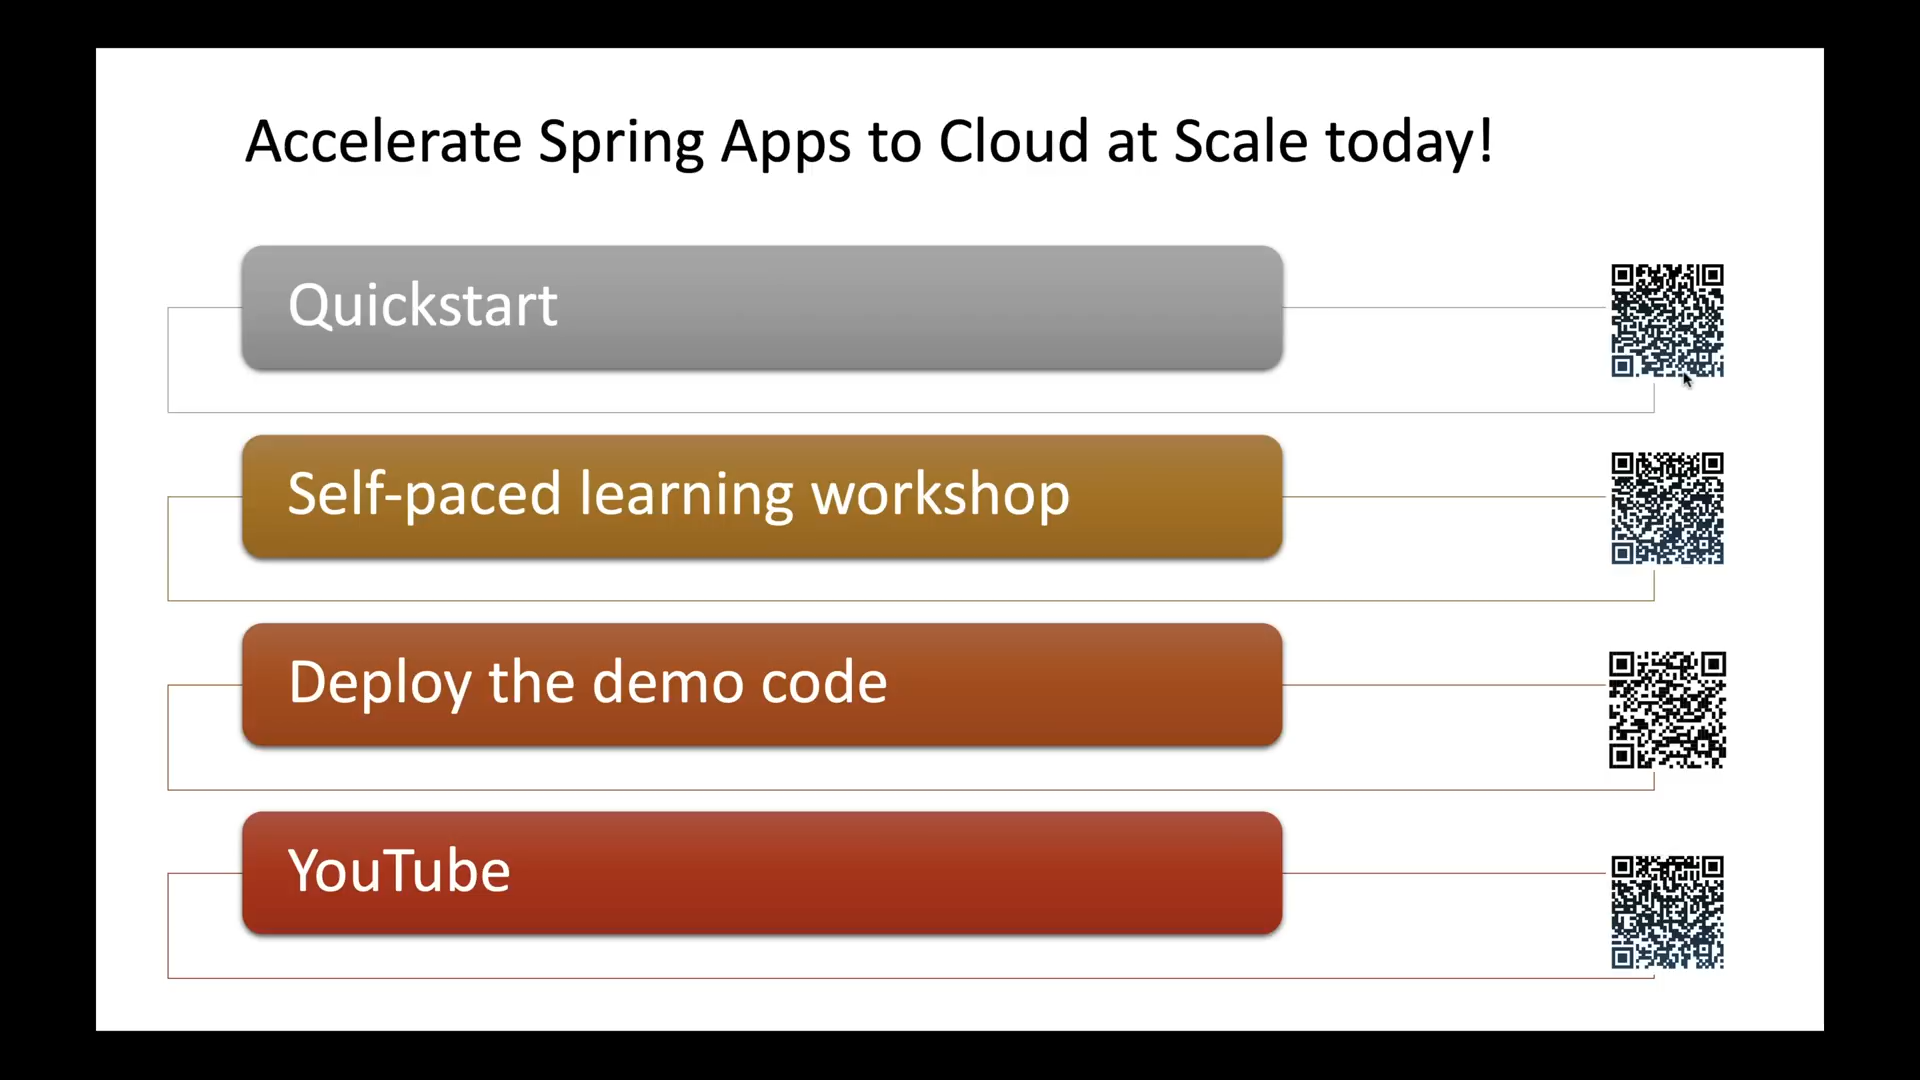 Accelerate Spring Apps to Cloud at Scale today!
Quickstart
Self-paced learning workshop
Deploy the demo code
YouTube